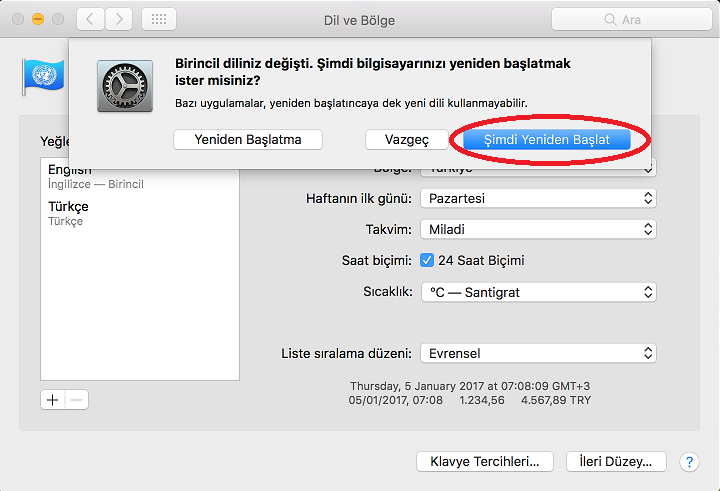 Dil ve Bölge
Ara
Birincil diliniz değişti. Şimdi bilgisayarınızı yeniden başlatmak
ister misiniz?
Bazı uygulamalar, yeniden başlatıncaya dek yeni dili kullanmayabilir.
Yeniden Başlatma
Vazgeç
Şimdi Yeniden Başlat
English
İngilizce — Birincil
Türkçe
Türkçe
Bölge:
Türkiye
Haftanın ilk günü:
Pazartesi
Takvim:
Miladi
Saat biçimi:
24 Saat Biçimi
Sıcaklık:
°C — Santigrat
Liste sıralama düzeni:
Evrensel
Thursday, 5 January 2017 at 07:08:09 GMT+3
05/01/2017, 07:08 1.234,56 4.567,89 TRY
Klavye Tercihleri...
İleri Düzey...
?